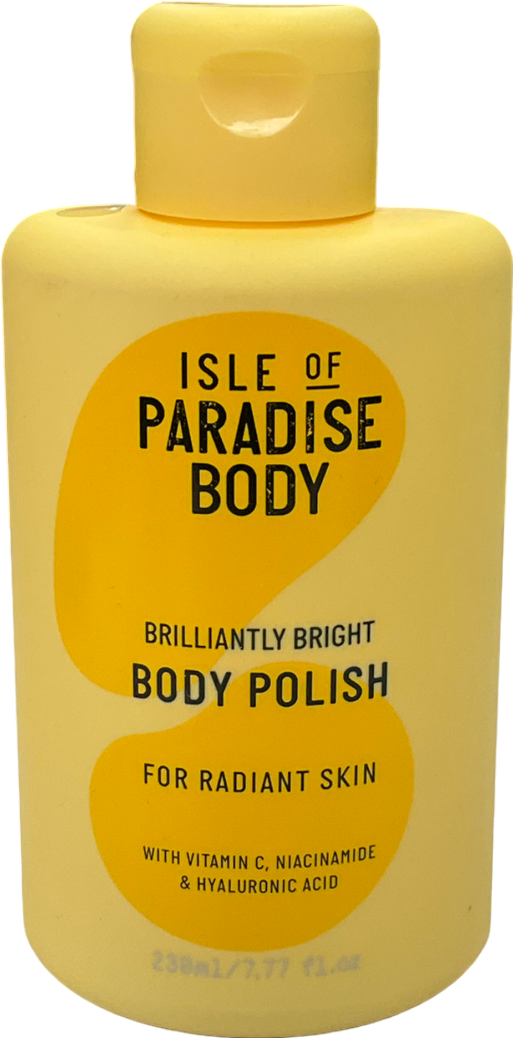 ISLE OF
PARADISE
BODY
BRILLIANTLY BRIGHT
BODY POLISH
FOR RADIANT SKIN
WITH VITAMIN C, NIACINAMIDE
& HYALURONIC ACID
230ml/7.77 fl.oz